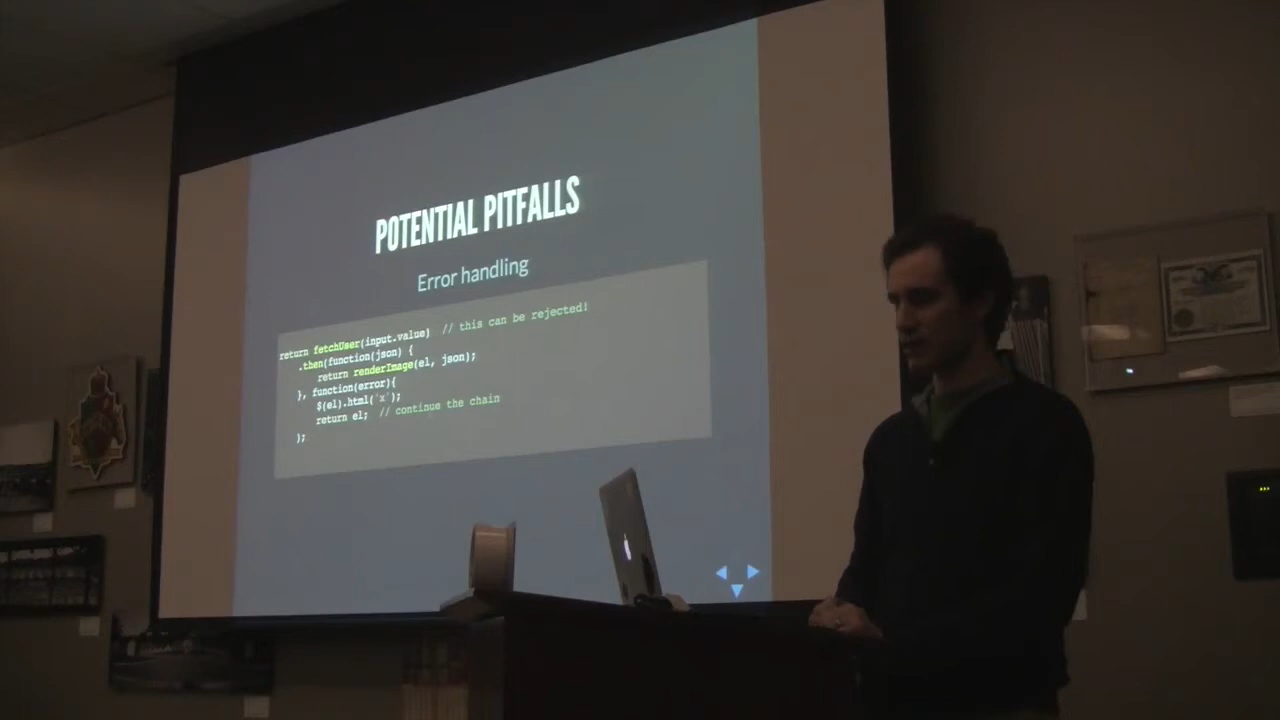 POTENTIAL PITFALLS
Error handling
return fetchUser(input.value) // this can be rejected!
.then(function(json) {
return renderImage(el, json);
}, function(error){
$(el).html('x');
return el; // continue the chain
};